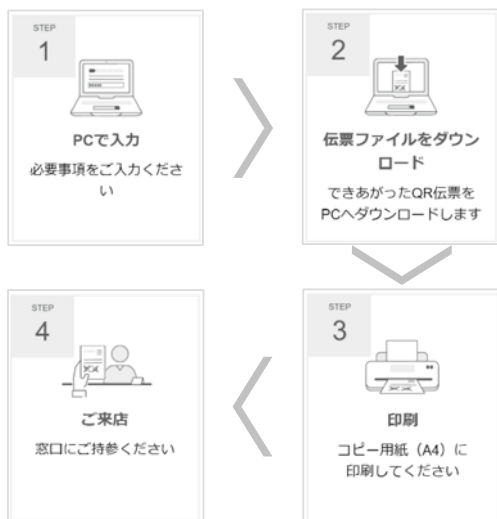 STEP
1
PCで入力
必要事項をご入力くださ
い
STEP
2
伝票ファイルをダウン
ロード
できあがったQR伝票を
PCへダウンロードします
STEP
3
印刷
コピー用紙（A4）に
印刷してください
STEP
4
ご来店
窓口にご持参ください